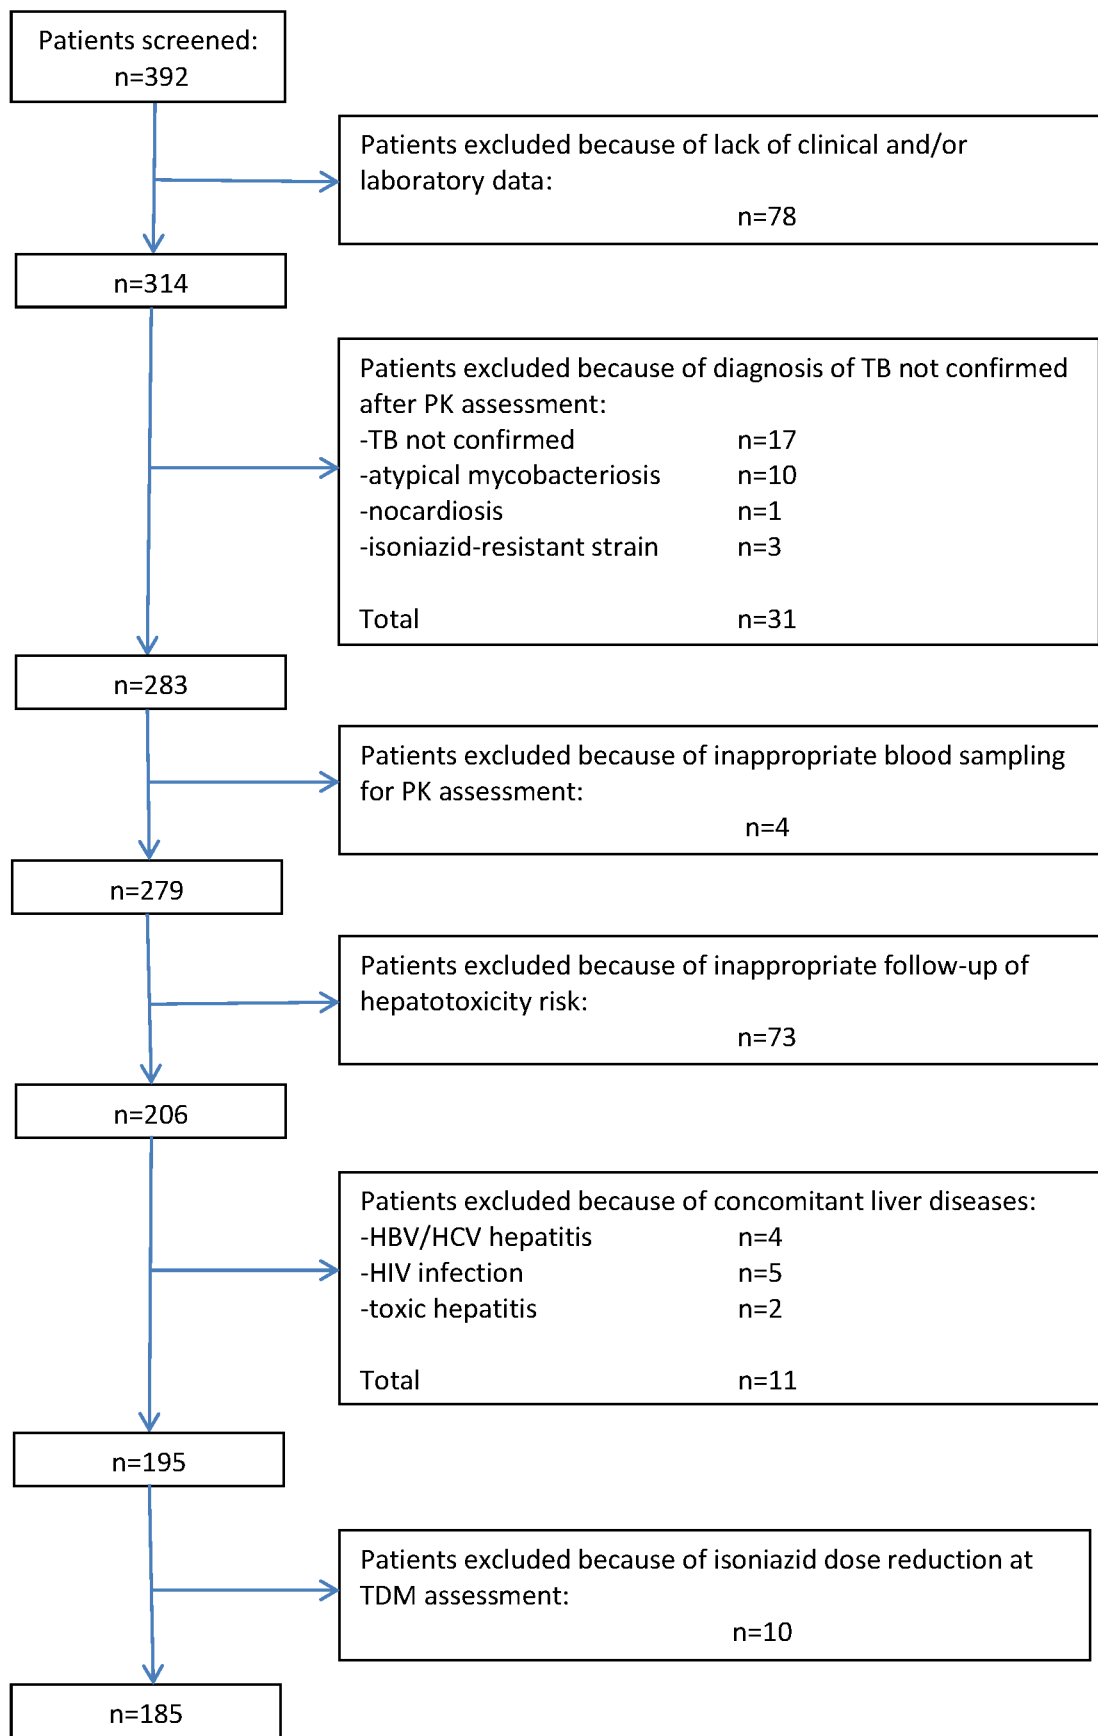 Patients screened:
n=392
Patients excluded because of lack of clinical and/or
laboratory data:
n=78
n=314
Patients excluded because of diagnosis of TB not confirmed
after PK assessment:
-TB not confirmed n=17
-atypical mycobacteriosis n=10
-nocardiosis n=1
-isoniazid-resistant strain n=3
Total n=31
n=283
Patients excluded because of inappropriate blood sampling
for PK assessment:
n=4
n=279
Patients excluded because of inappropriate follow-up of
hepatotoxicity risk:
n=73
n=206
Patients excluded because of concomitant liver diseases:
-HBV/HCV hepatitis n=4
-HIV infection n=5
-toxic hepatitis n=2
Total n=11
n=195
Patients excluded because of isoniazid dose reduction at
TDM assessment:
n=10
n=185